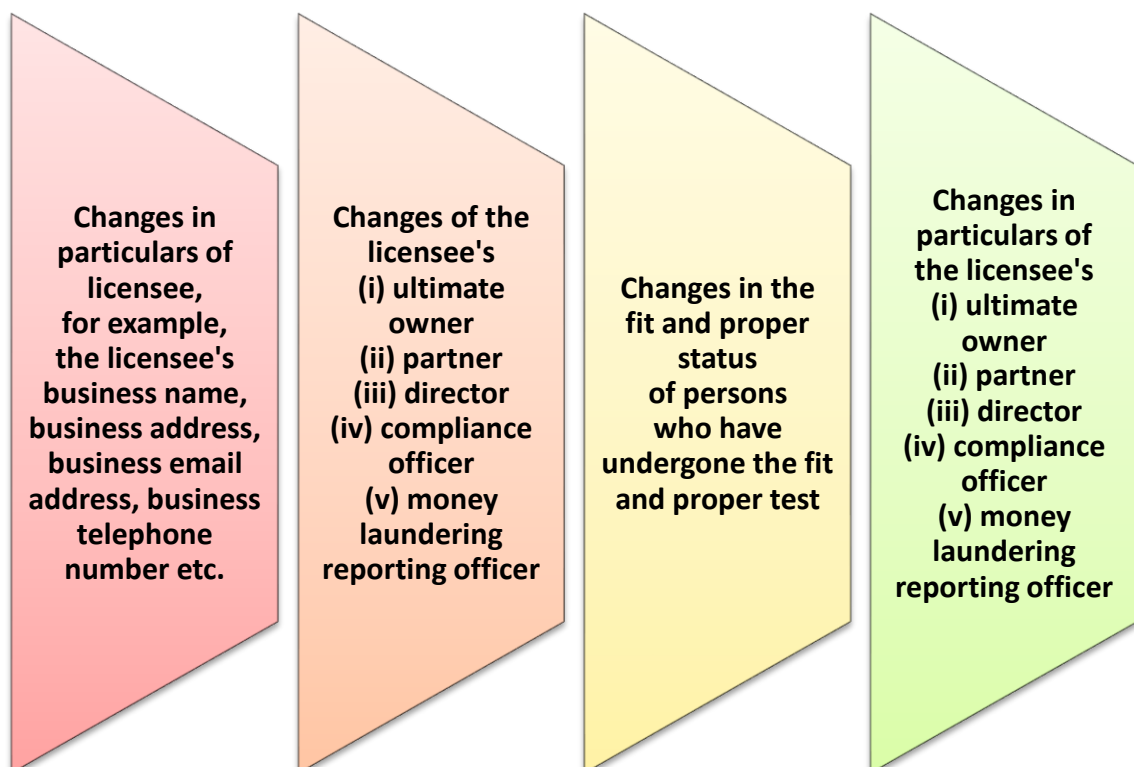 Changes in
particulars of
licensee,
for example,
the licensee's
business name,
business address,
business email
address, business
telephone
number etc.
Changes of the
licensee's
(i) ultimate
owner
(ii) partner
(iii) director
(iv) compliance
officer
(v) money
laundering
reporting officer
Changes in the
fit and proper
status
of persons
who have
undergone the fit
and proper test
Changes in
particulars of
the licensee's
(i) ultimate
owner
(ii) partner
(iii) director
(iv) compliance
officer
(v) money
laundering
reporting officer